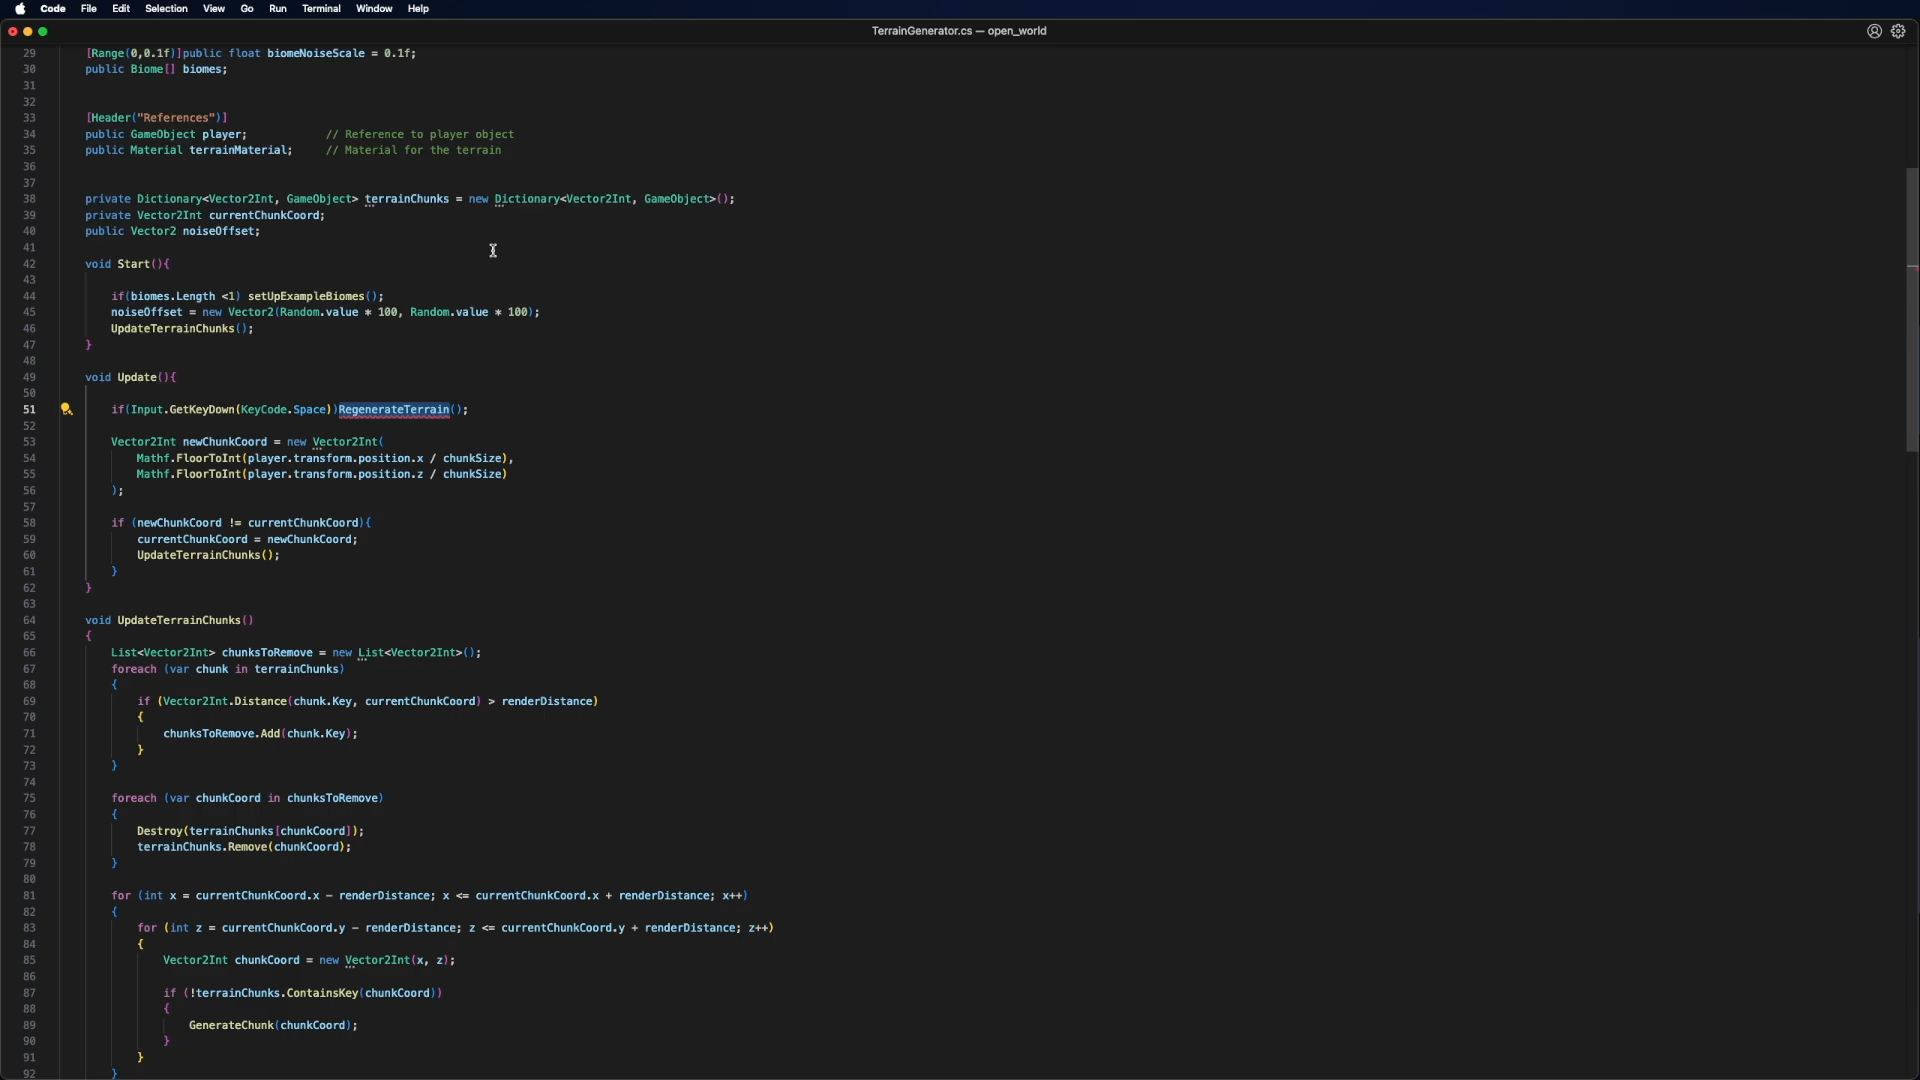 Code File Edit Selection View Go Run Terminal Window Help
TerrainGenerator.cs — open_world
29 [Range(0,0.1f)]public float biomeNoiseScale = 0.1f;
30 public Biome[] biomes;
31
32
33 [Header("References")]
34 public GameObject player; // Reference to player object
35 public Material terrainMaterial; // Material for the terrain
36
37
38 private Dictionary<Vector2Int, GameObject> terrainChunks = new Dictionary<Vector2Int, GameObject>();
39 private Vector2Int currentChunkCoord;
40 public Vector2 noiseOffset;
41
42 void Start(){
43
44 if(biomes.Length <1) setUpExampleBiomes();
45 noiseOffset = new Vector2(Random.value * 100, Random.value * 100);
46 UpdateTerrainChunks();
47 }
48
49 void Update(){
50
51 if(Input.GetKeyDown(KeyCode.Space))RegenerateTerrain();
52
53 Vector2Int newChunkCoord = new Vector2Int(
54 Mathf.FloorToInt(player.transform.position.x / chunkSize),
55 Mathf.FloorToInt(player.transform.position.z / chunkSize)
56 );
57
58 if (newChunkCoord != currentChunkCoord){
59 currentChunkCoord = newChunkCoord;
60 UpdateTerrainChunks();
61 }
62 }
63
64 void UpdateTerrainChunks()
65 {
66 List<Vector2Int> chunksToRemove = new List<Vector2Int>();
67 foreach (var chunk in terrainChunks)
68 {
69 if (Vector2Int.Distance(chunk.Key, currentChunkCoord) > renderDistance)
70 {
71 chunksToRemove.Add(chunk.Key);
72 }
73 }
74
75 foreach (var chunkCoord in chunksToRemove)
76 {
77 Destroy(terrainChunks[chunkCoord]);
78 terrainChunks.Remove(chunkCoord);
79 }
80
81 for (int x = currentChunkCoord.x - renderDistance; x <= currentChunkCoord.x + renderDistance; x++)
82 {
83 for (int z = currentChunkCoord.y - renderDistance; z <= currentChunkCoord.y + renderDistance; z++)
84 {
85 Vector2Int chunkCoord = new Vector2Int(x, z);
86
87 if (!terrainChunks.ContainsKey(chunkCoord))
88 {
89 GenerateChunk(chunkCoord);
90 }
91 }
92 }